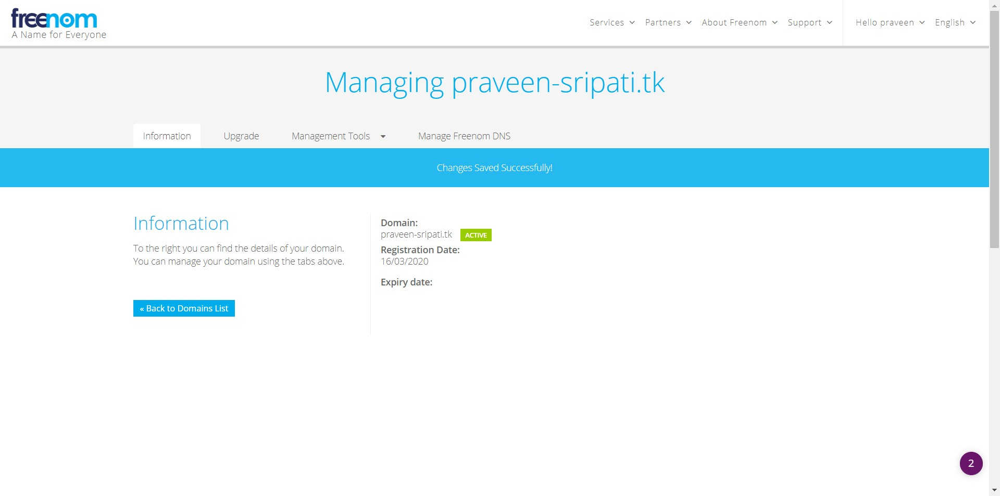 freenom
A Name for Everyone
Services Partners About Freenom Support Hello praveen English
Managing praveen-sripati.tk
Information Upgrade Management Tools Manage Freenom DNS
Changes Saved Successfully!
Information
To the right you can find the details of your domain.
You can manage your domain using the tabs above.
« Back to Domains List
Domain:
praveen-sripati.tk ACTIVE
Registration Date:
16/03/2020
Expiry date:
2